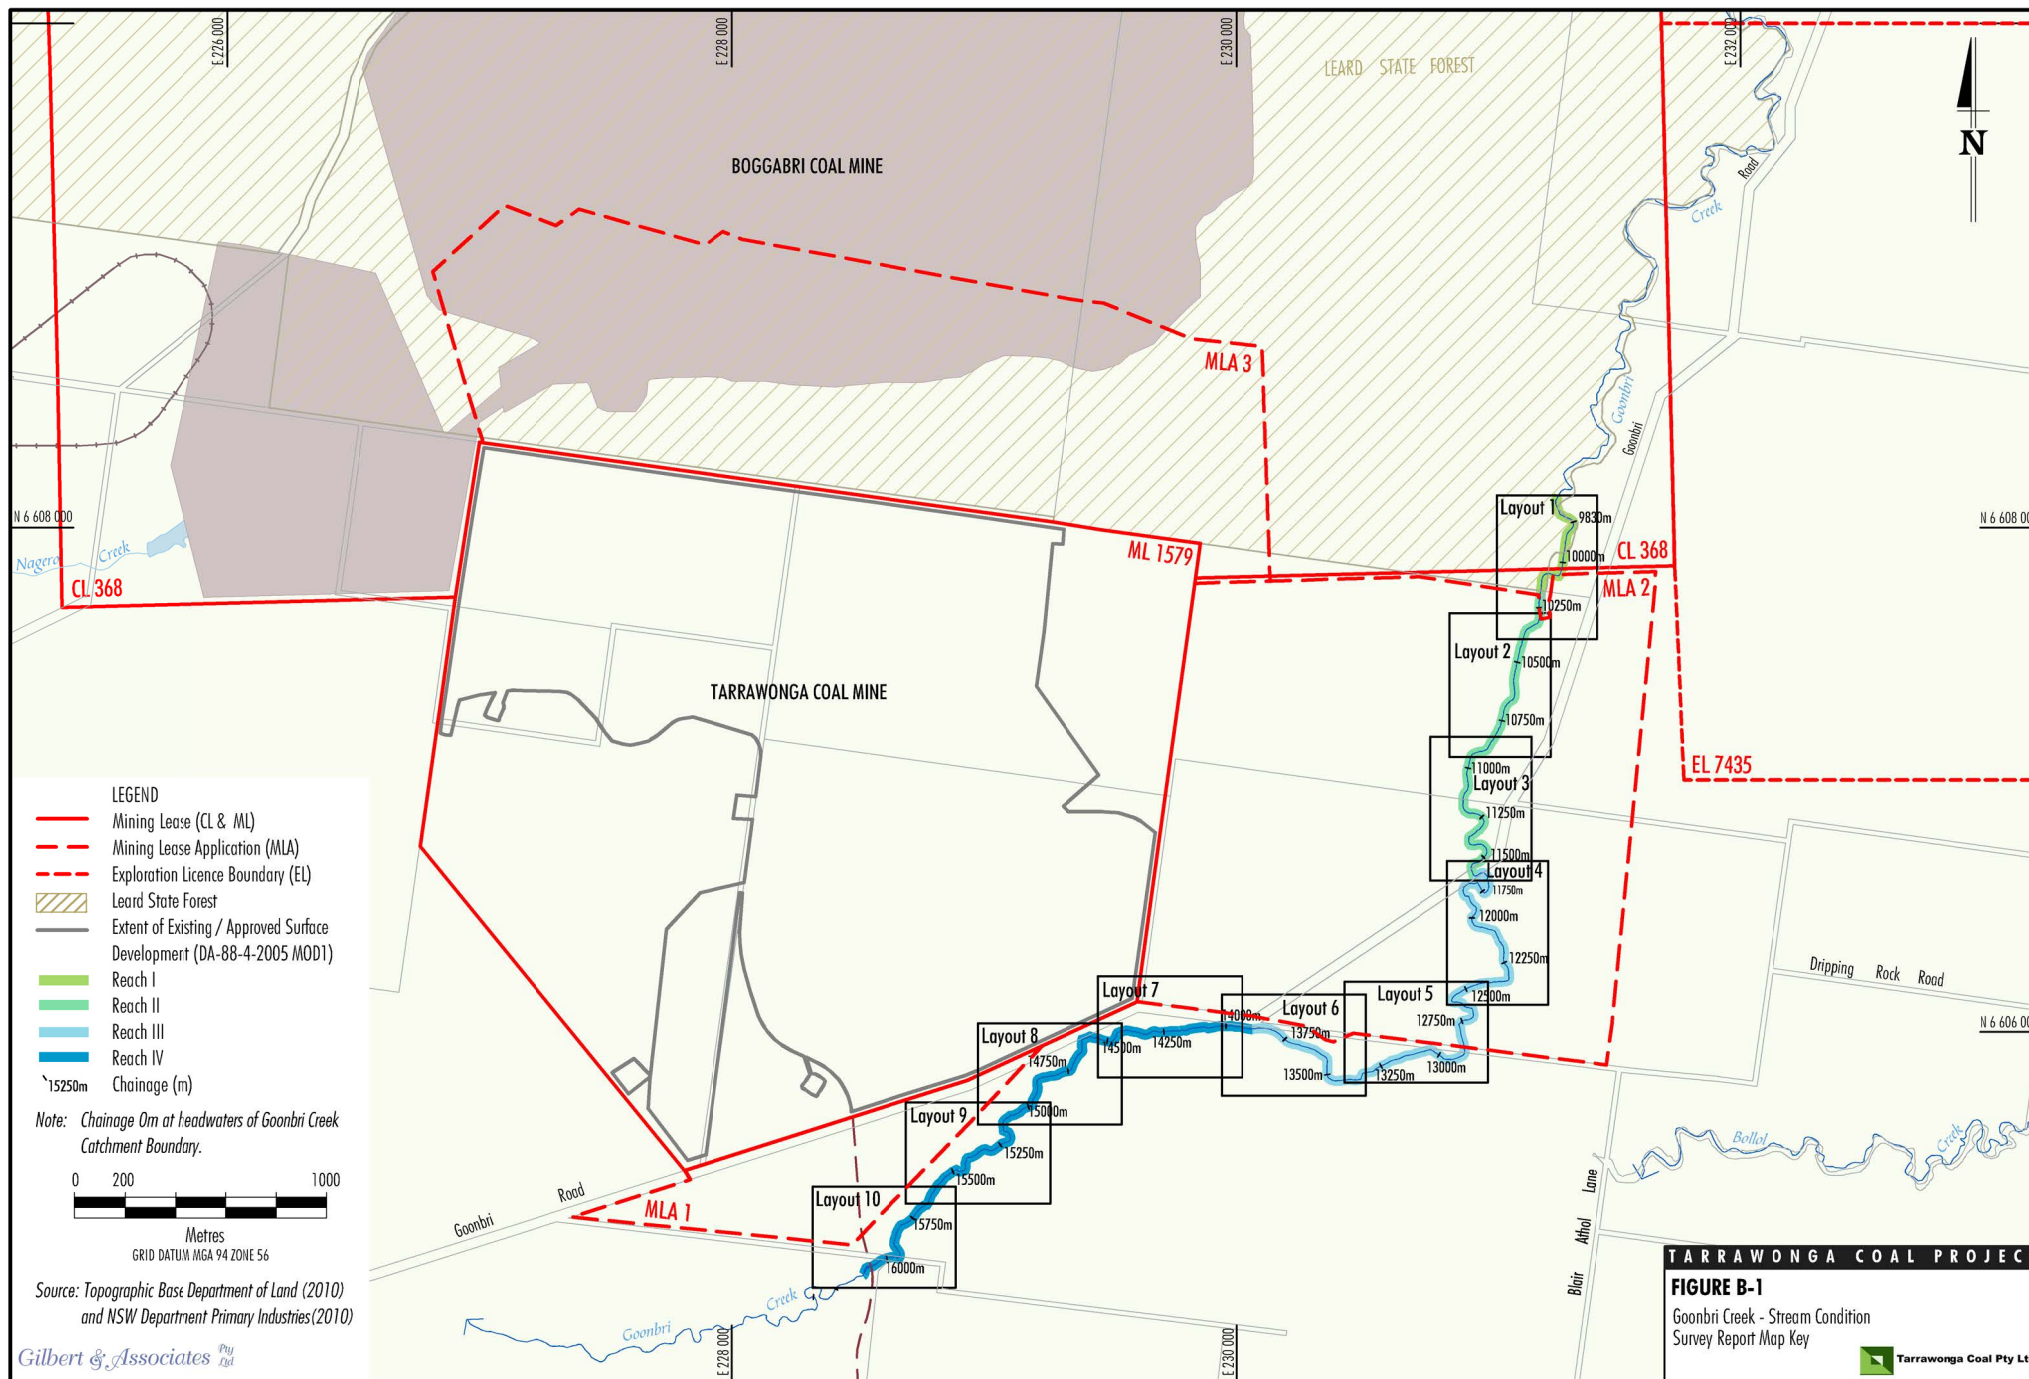 E 226 000
E 228 000
E 230 000
E 232 000
LEARD STATE FOREST
N
BOGGABRI COAL MINE
Road
Creek
MLA 3
Goonbri
Goonbri
N 6 608 000
N 6 608 00
Layout 1
9830m
10000m
CL 368
ML 1579
Nagero Creek
CL 368
MLA 2
10250m
Layout 2
10500m
TARRAWONGA COAL MINE
10750m
11000m
EL 7435
Layout 3
11250m
11500m
Layout 4
11750m
12000m
12250m
Dripping Rock Road
Layout 7
Layout 5
12500m
Layout 6
14000m
12750m
N 6 606 00
Layout 8
13750m
14500m
14250m
14750m
13000m
13500m
13250m
Layout 9
15000m
15250m
Bollol Creek
15500m
Layout 10
Road
MLA 1
Goonbri
15750m
16000m
Creek
Goonbri
Blair Athol Lane
E 228 000
E 230 000
LEGEND
Mining Lease (CL & ML)
Mining Lease Application (MLA)
Exploration Licence Boundary (EL)
Leard State Forest
Extent of Existing / Approved Surface
Development (DA-88-4-2005 MOD1)
Reach I
Reach II
Reach III
Reach IV
15250m Chainage (m)
Note: Chainage 0m at headwaters of Goonbri Creek
Catchment Boundary.
0 200 1000
Metres
GRID DATUM MGA 94 ZONE 56
Source: Topographic Base Department of Land (2010)
and NSW Department Primary Industries (2010)
Gilbert & Associates Pty Ltd
TARRAWONGA COAL PROJEC
FIGURE B-1
Goonbri Creek - Stream Condition
Survey Report Map Key
Tarrawonga Coal Pty Lt